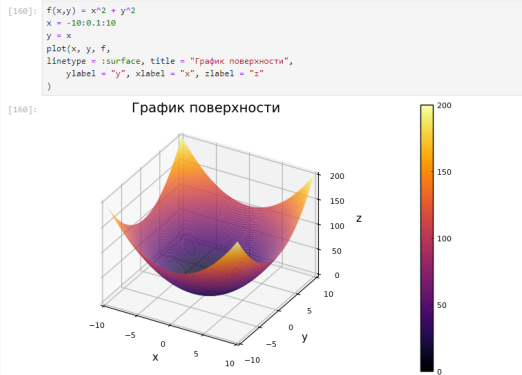 [160]: f(x,y) = x^2 + y^2
x = -10:0.1:10
y = x
plot(x, y, f,
linetype = :surface, title = "График поверхности",
ylabel = "y", xlabel = "x", zlabel = "z"
)
[160]:
График поверхности
200
150
100
50
0
z
200
150
100
50
0
10
5
0
−5
−10
y
−10
−5
0
5
10
x